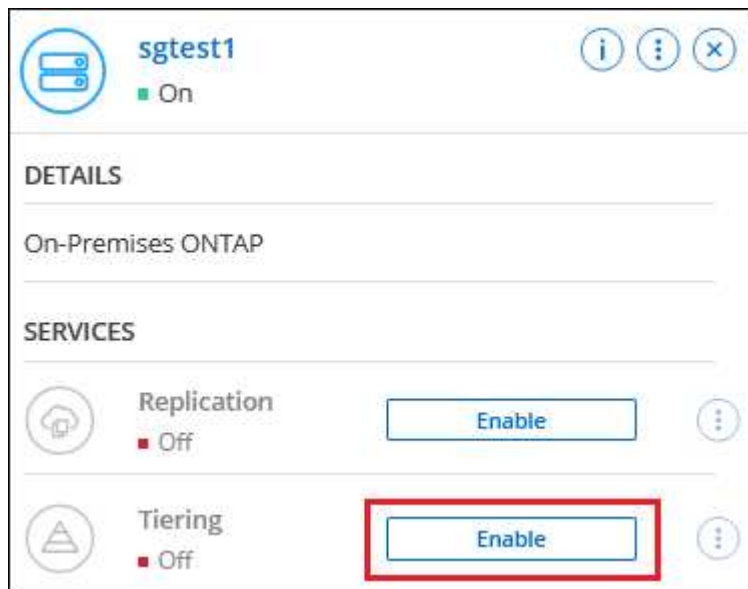 sgtest1
On
DETAILS
On-Premises ONTAP
SERVICES
Replication
Enable
Off
Tiering
Enable
Off